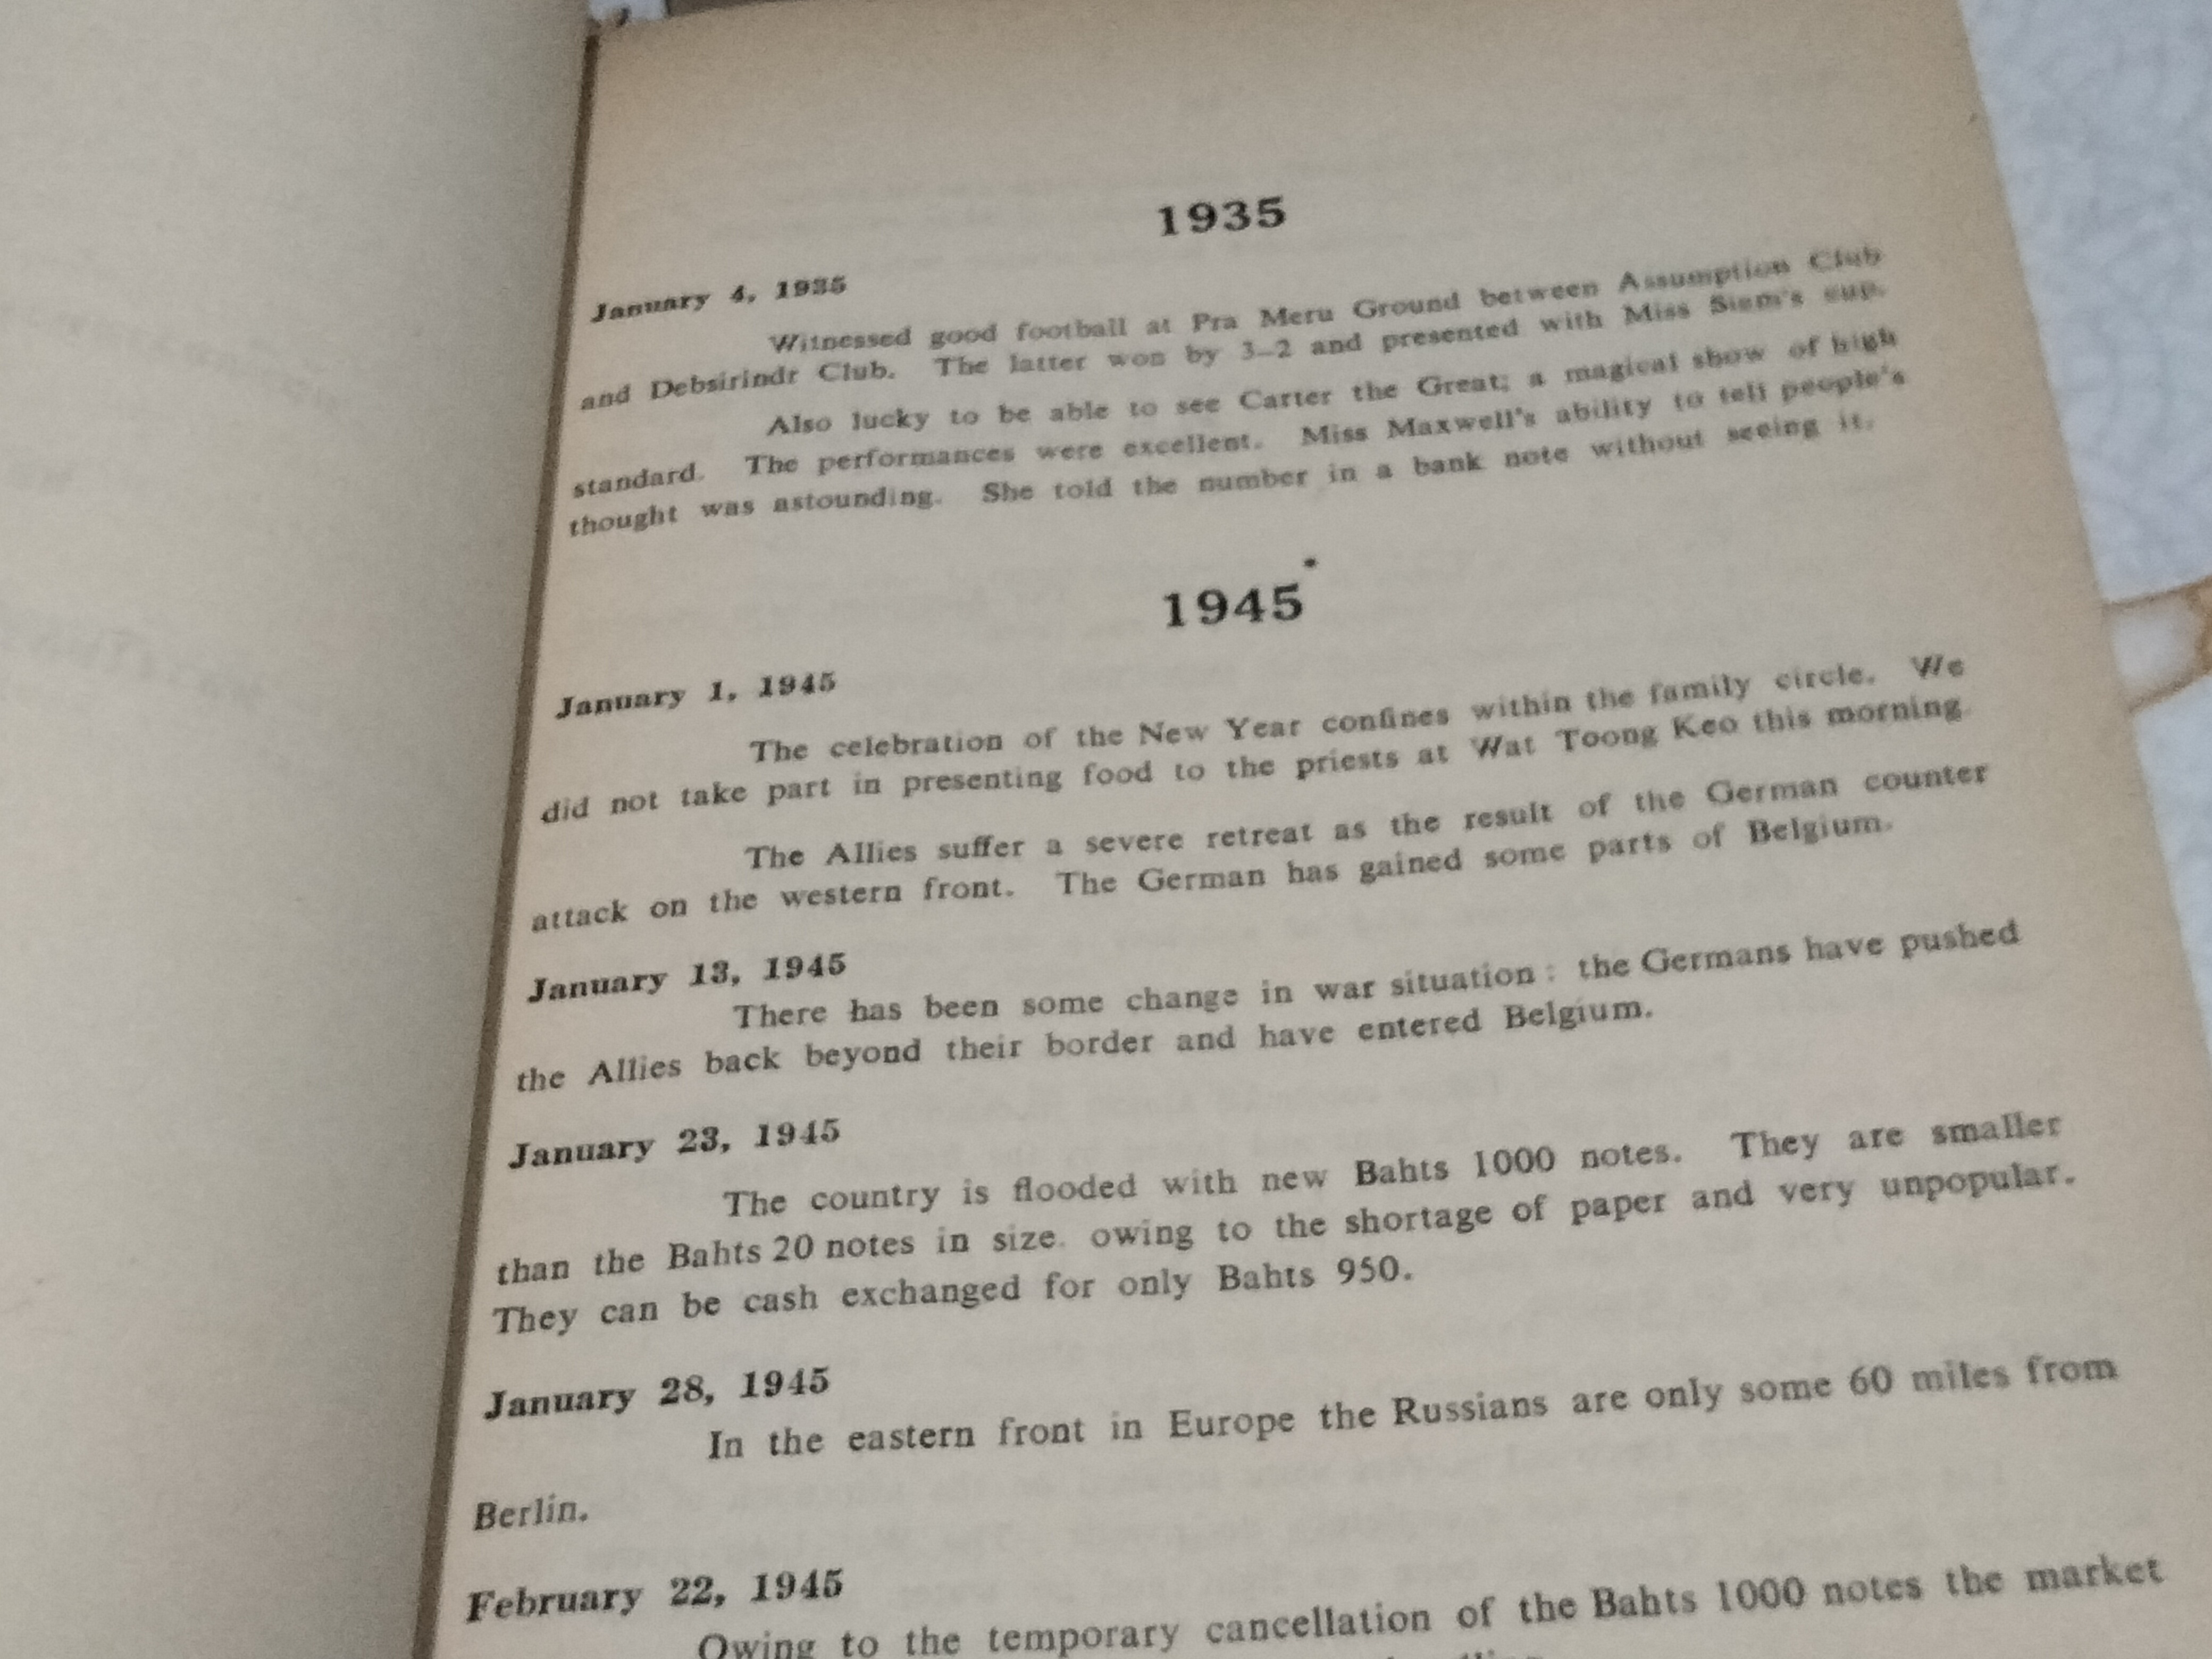 1935
January 4, 1935
Witnessed good football at Pra Meru Ground between Assumption Club
and Debsirindr Club. The latter won by 3–2 and presented with Miss Siam's cup.
Also lucky to be able to see Carter the Great; a magical show of high
standard. The performances were excellent. Miss Maxwell's ability to tell people's
thought was astounding. She told the number in a bank note without seeing it.
1945
January 1, 1945
The celebration of the New Year confines within the family circle. We
did not take part in presenting food to the priests at Wat Toong Keo this morning.
The Allies suffer a severe retreat as the result of the German counter
attack on the western front. The German has gained some parts of Belgium.
January 13, 1945
There has been some change in war situation : the Germans have pushed
the Allies back beyond their border and have entered Belgium.
January 23, 1945
The country is flooded with new Bahts 1000 notes. They are smaller
than the Bahts 20 notes in size. owing to the shortage of paper and very unpopular.
They can be cash exchanged for only Bahts 950.
January 28, 1945
In the eastern front in Europe the Russians are only some 60 miles from
Berlin.
February 22, 1945
Owing to the temporary cancellation of the Bahts 1000 notes the market